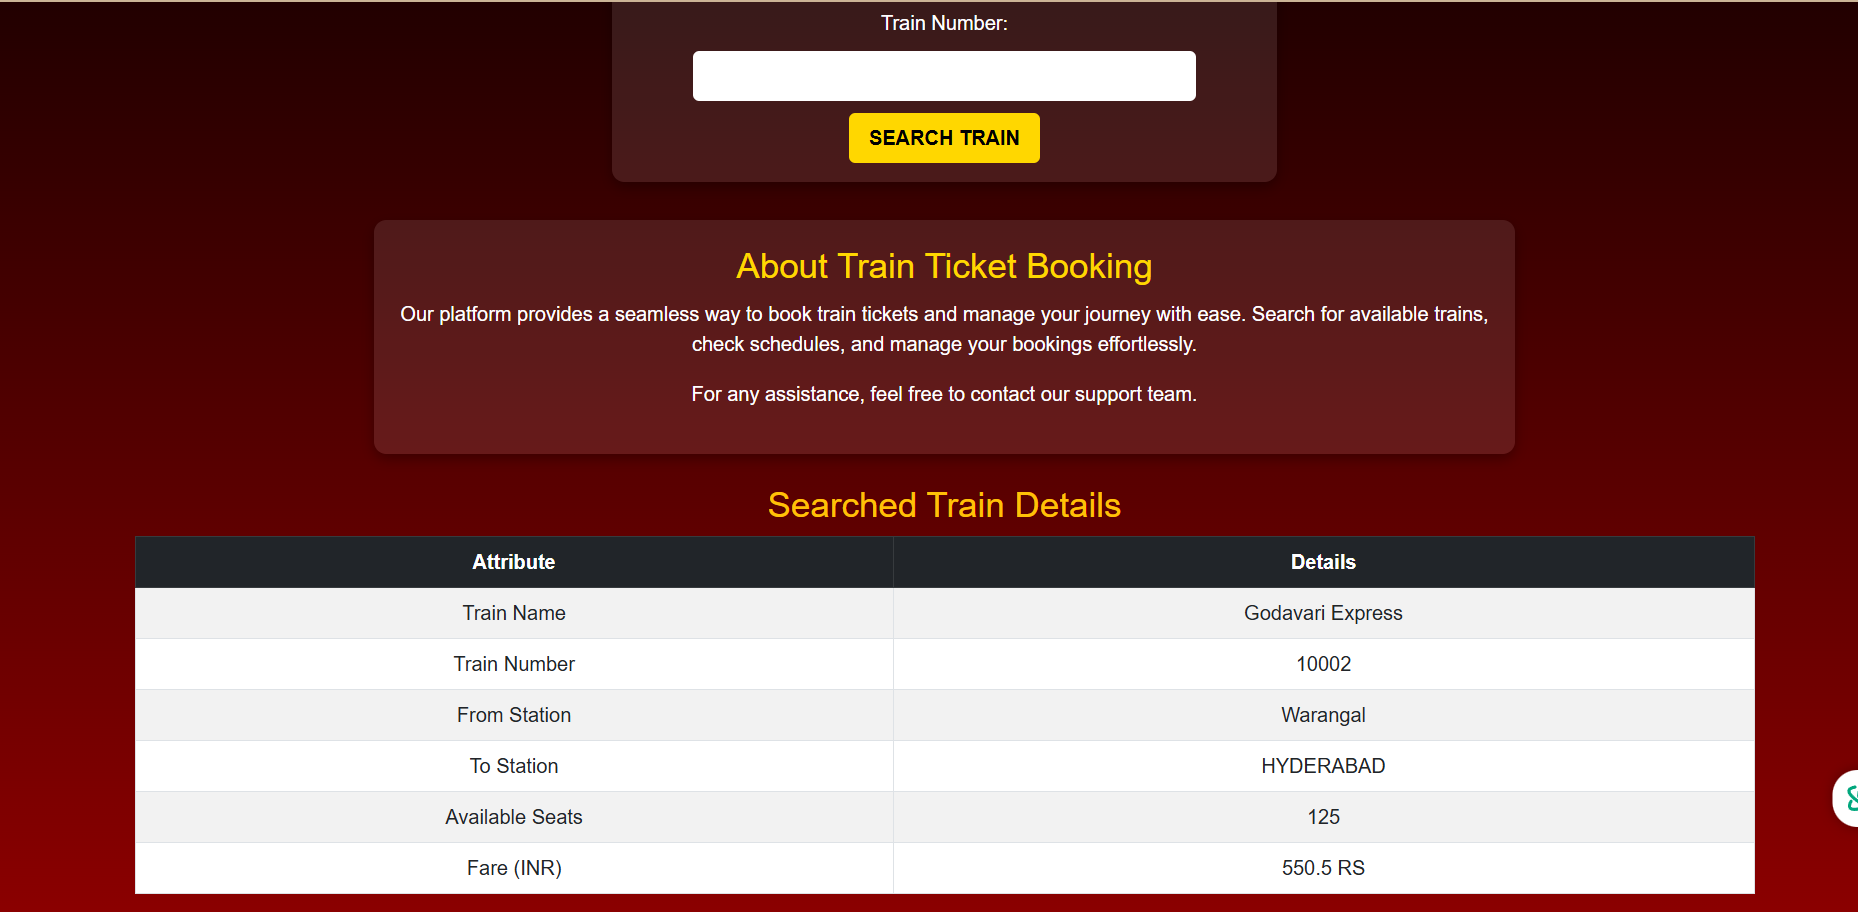 Train Number:
SEARCH TRAIN
About Train Ticket Booking
Our platform provides a seamless way to book train tickets and manage your journey with ease. Search for available trains,
check schedules, and manage your bookings effortlessly.
For any assistance, feel free to contact our support team.
Searched Train Details
Attribute Details
Train Name Godavari Express
Train Number 10002
From Station Warangal
To Station HYDERABAD
Available Seats 125
Fare (INR) 550.5 RS